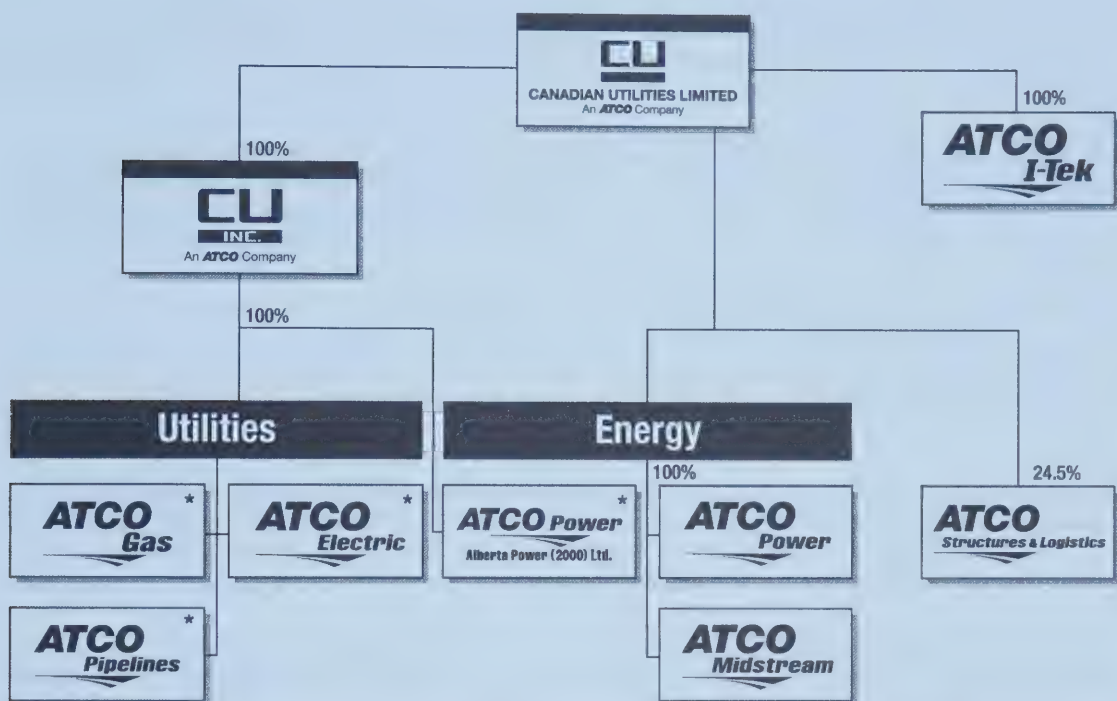 CU
CANADIAN UTILITIES LIMITED
An ATCO Company
100%
ATCO
I-Tek
100%
CU
INC.
An ATCO Company
100%
Utilities
Energy
100%
24.5%
ATCO *
Gas
ATCO *
Electric
ATCO Power *
Alberta Power (2000) Ltd.
ATCO
Power
ATCO
Structures & Logistics
ATCO *
Pipelines
ATCO
Midstream